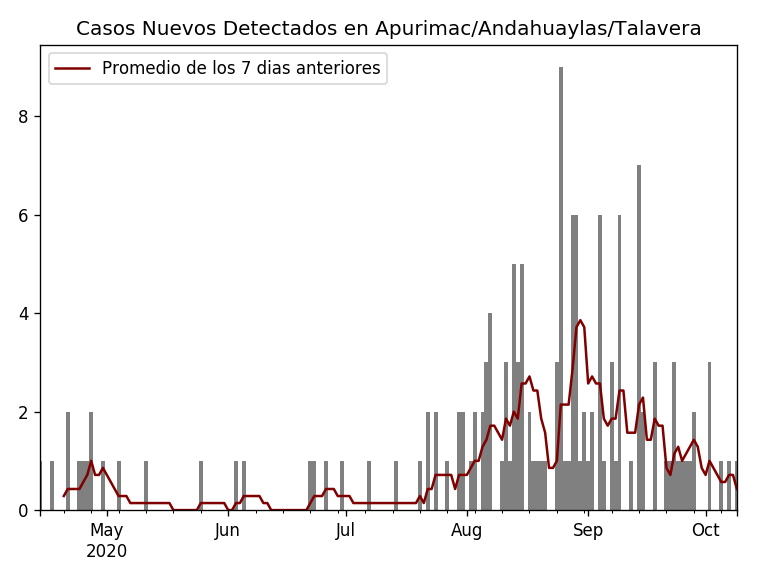 Casos Nuevos Detectados en Apurimac/Andahuaylas/Talavera
Promedio de los 7 dias anteriores
8
6
4
2
0
May Jun Jul Aug Sep Oct
2020